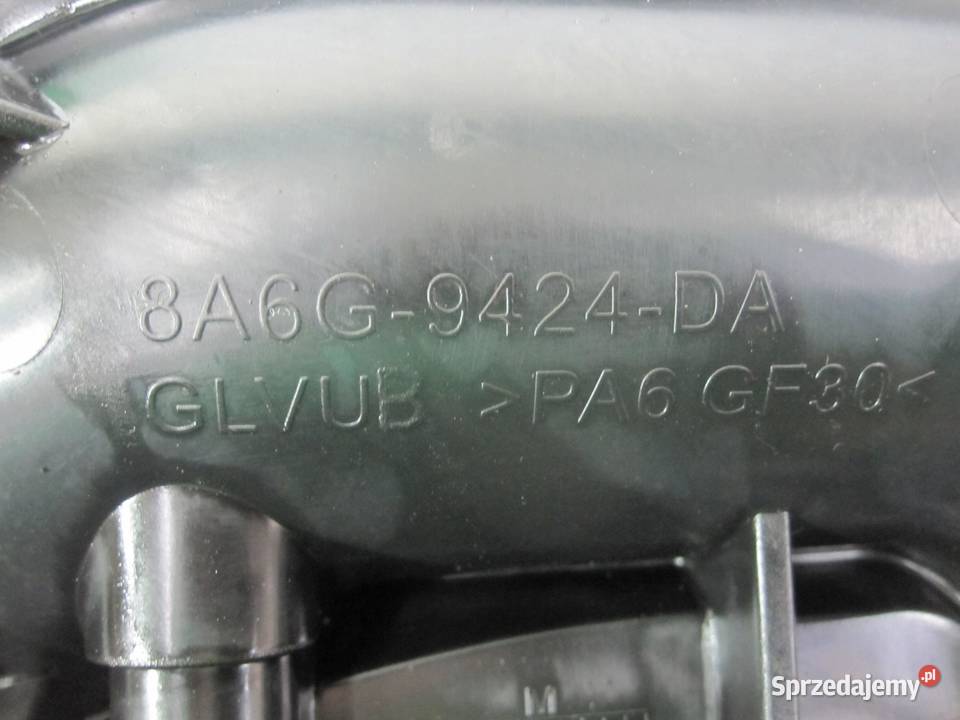 8A6G-9424-DA
GLVUB >PA6 GF30<
M
Sprzedajemy.pl